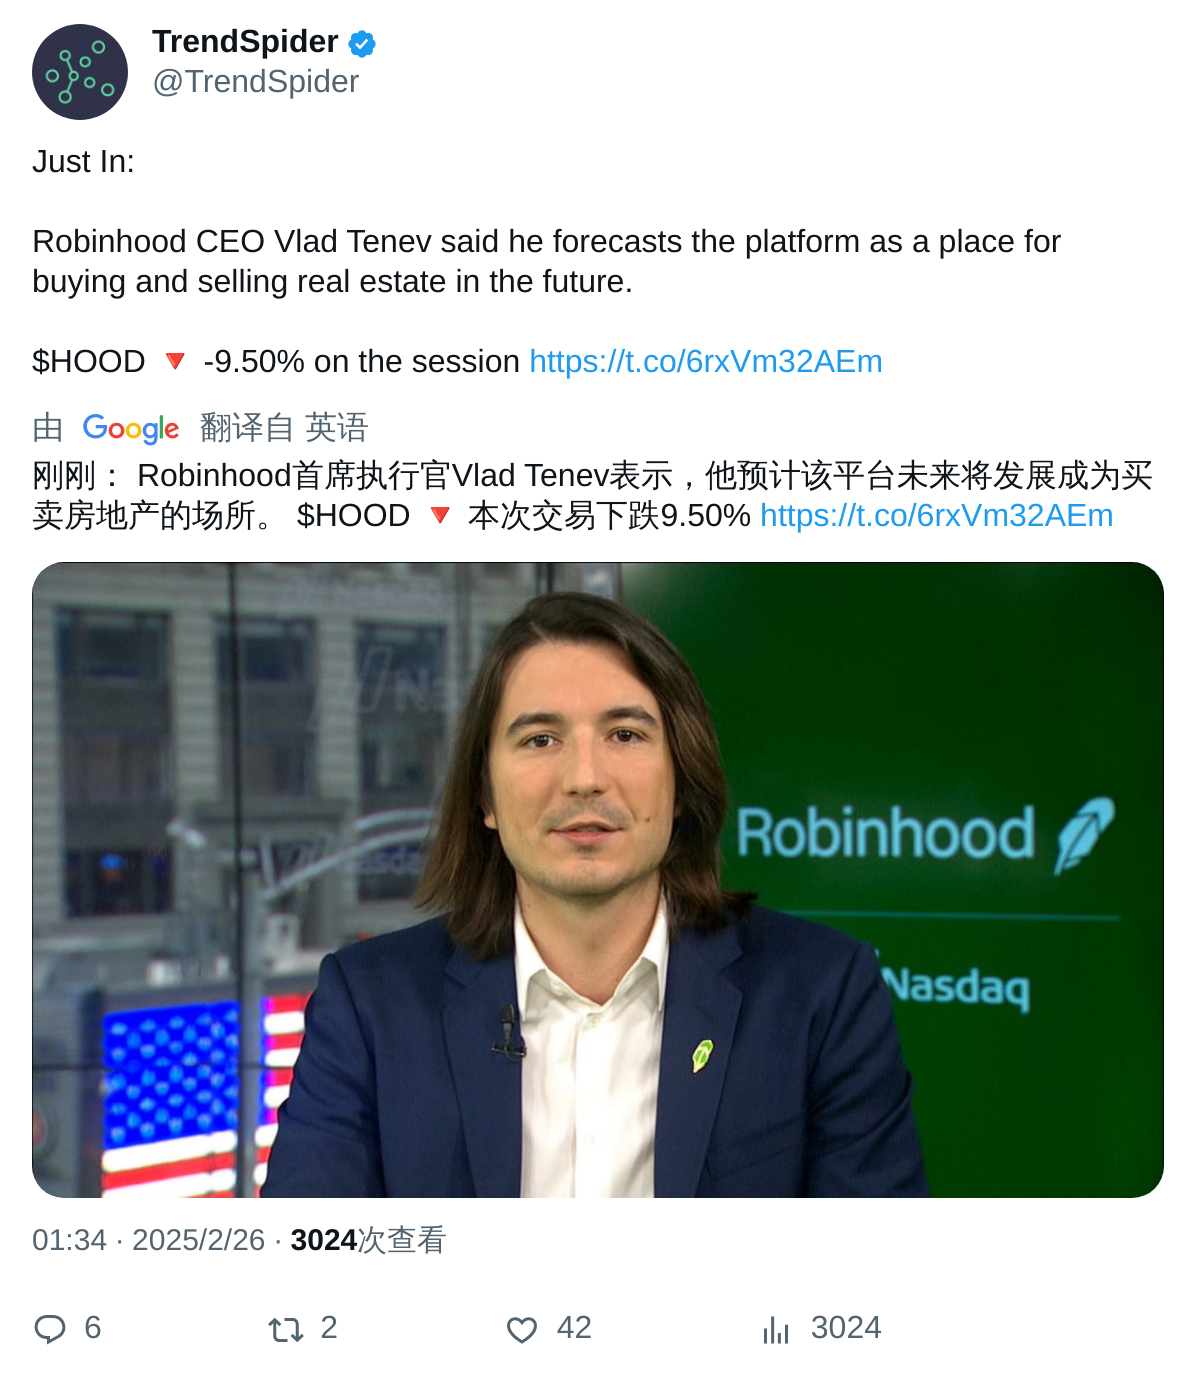 TrendSpider
@TrendSpider
Just In:
Robinhood CEO Vlad Tenev said he forecasts the platform as a place for
buying and selling real estate in the future.
$HOOD 🔻 -9.50% on the session https://t.co/6rxVm32AEm
由 Google 翻译自 英语
刚刚： Robinhood首席执行官Vlad Tenev表示，他预计该平台未来将发展成为买
卖房地产的场所。 $HOOD 🔻 本次交易下跌9.50% https://t.co/6rxVm32AEm
Robinhood
Nasdaq
01:34 · 2025/2/26 · 3024次查看
6 2 42 3024